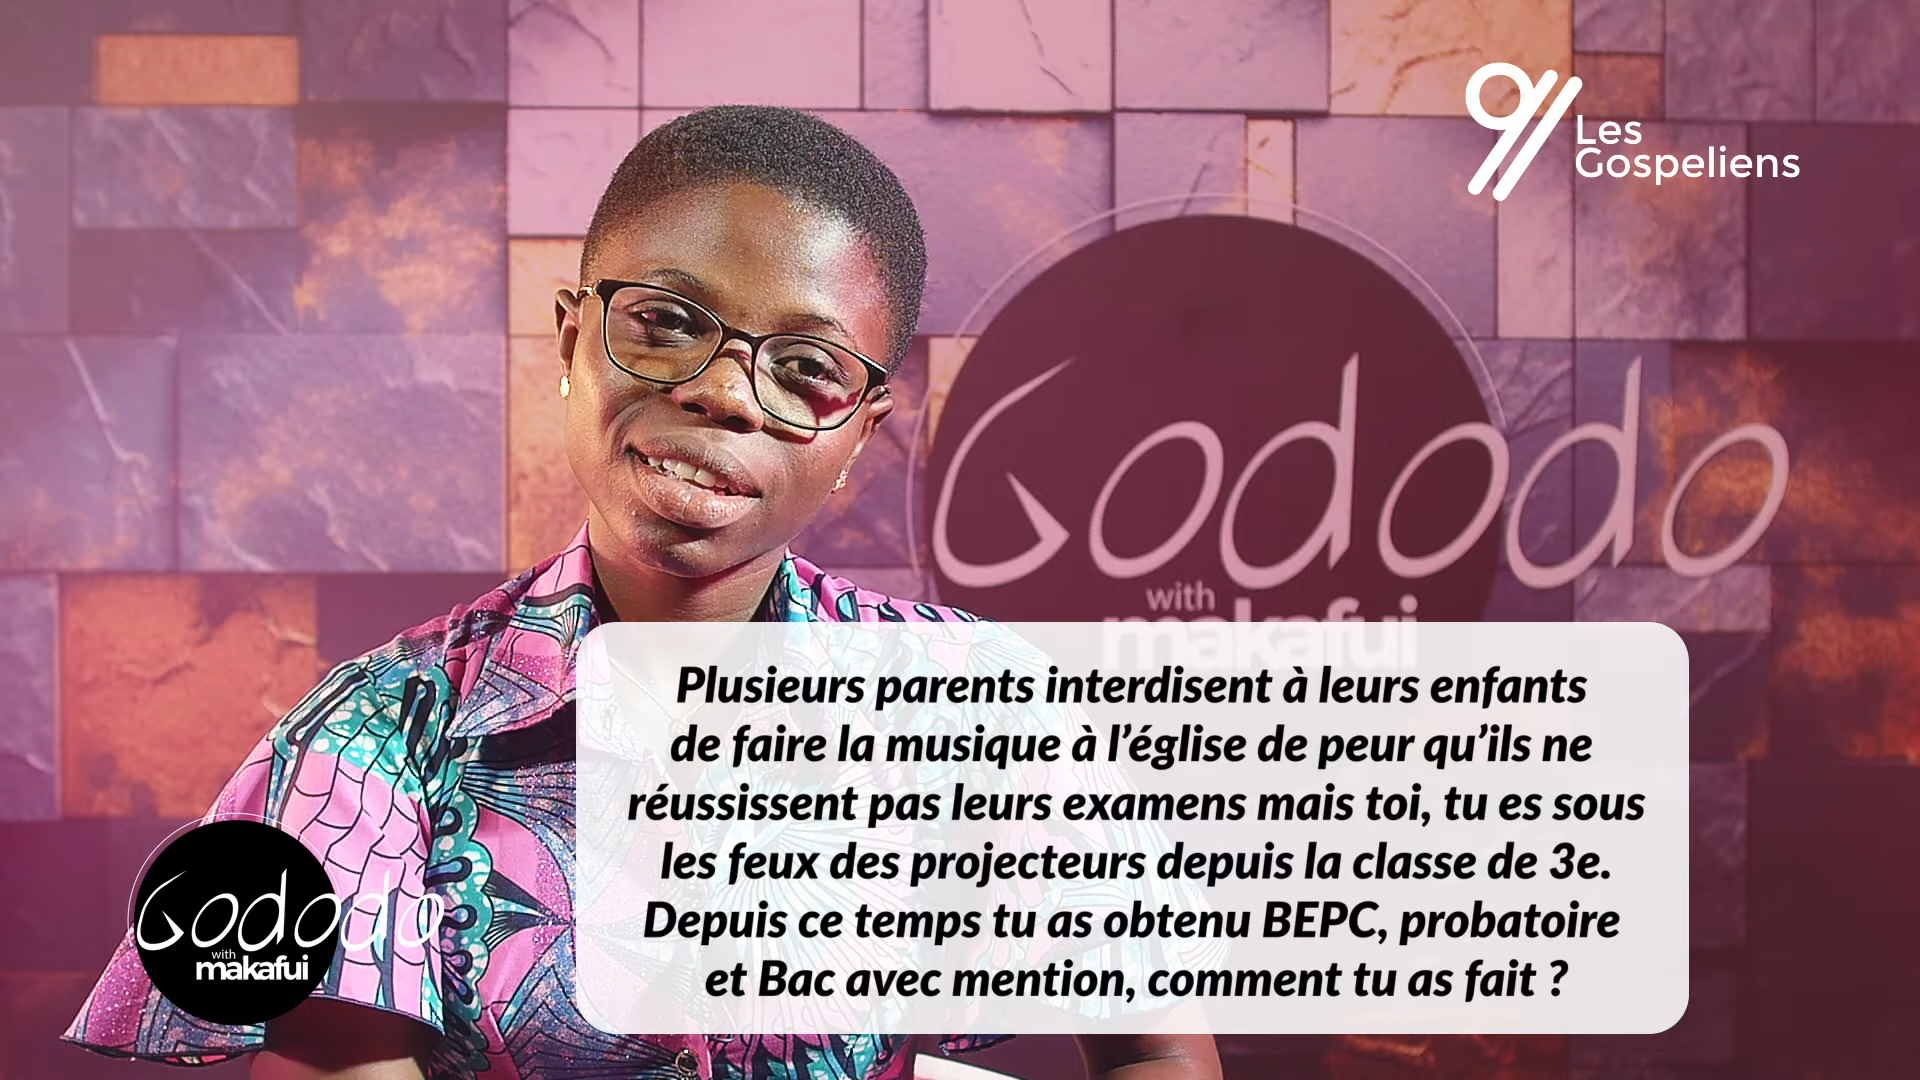 Les
Gospeliens
Gododo
with
makafui
Plusieurs parents interdisent à leurs enfants
de faire la musique à l’église de peur qu’ils ne
réussissent pas leurs examens mais toi, tu es sous
les feux des projecteurs depuis la classe de 3e.
Depuis ce temps tu as obtenu BEPC, probatoire
et Bac avec mention, comment tu as fait ?
Gododo
with
makafui